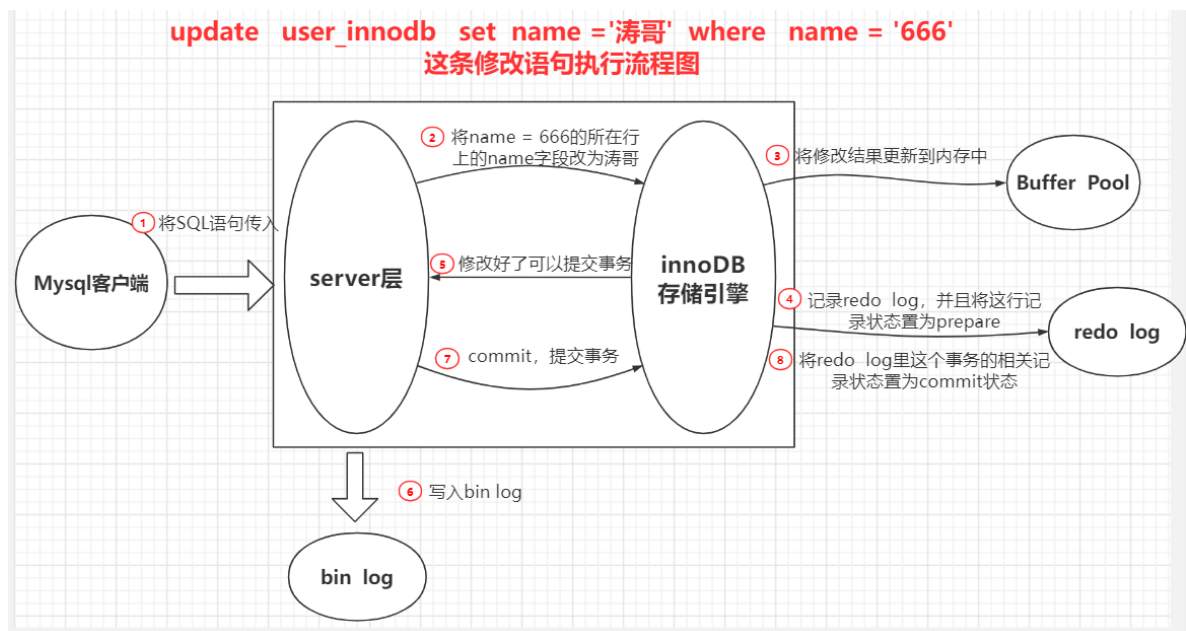 update user_innodb set name ='涛哥' where name = '666'
这条修改语句执行流程图
2 将name = 666的所在行
上的name字段改为涛哥
3 将修改结果更新到内存中
Buffer Pool
1 将SQL语句传入
Mysql客户端
server层
5 修改好了可以提交事务
innoDB
存储引擎
4 记录redo log，并且将这行记
录状态置为prepare
redo log
7 commit，提交事务
8 将redo log里这个事务的相关记
录状态置为commit状态
6 写入bin log
bin log